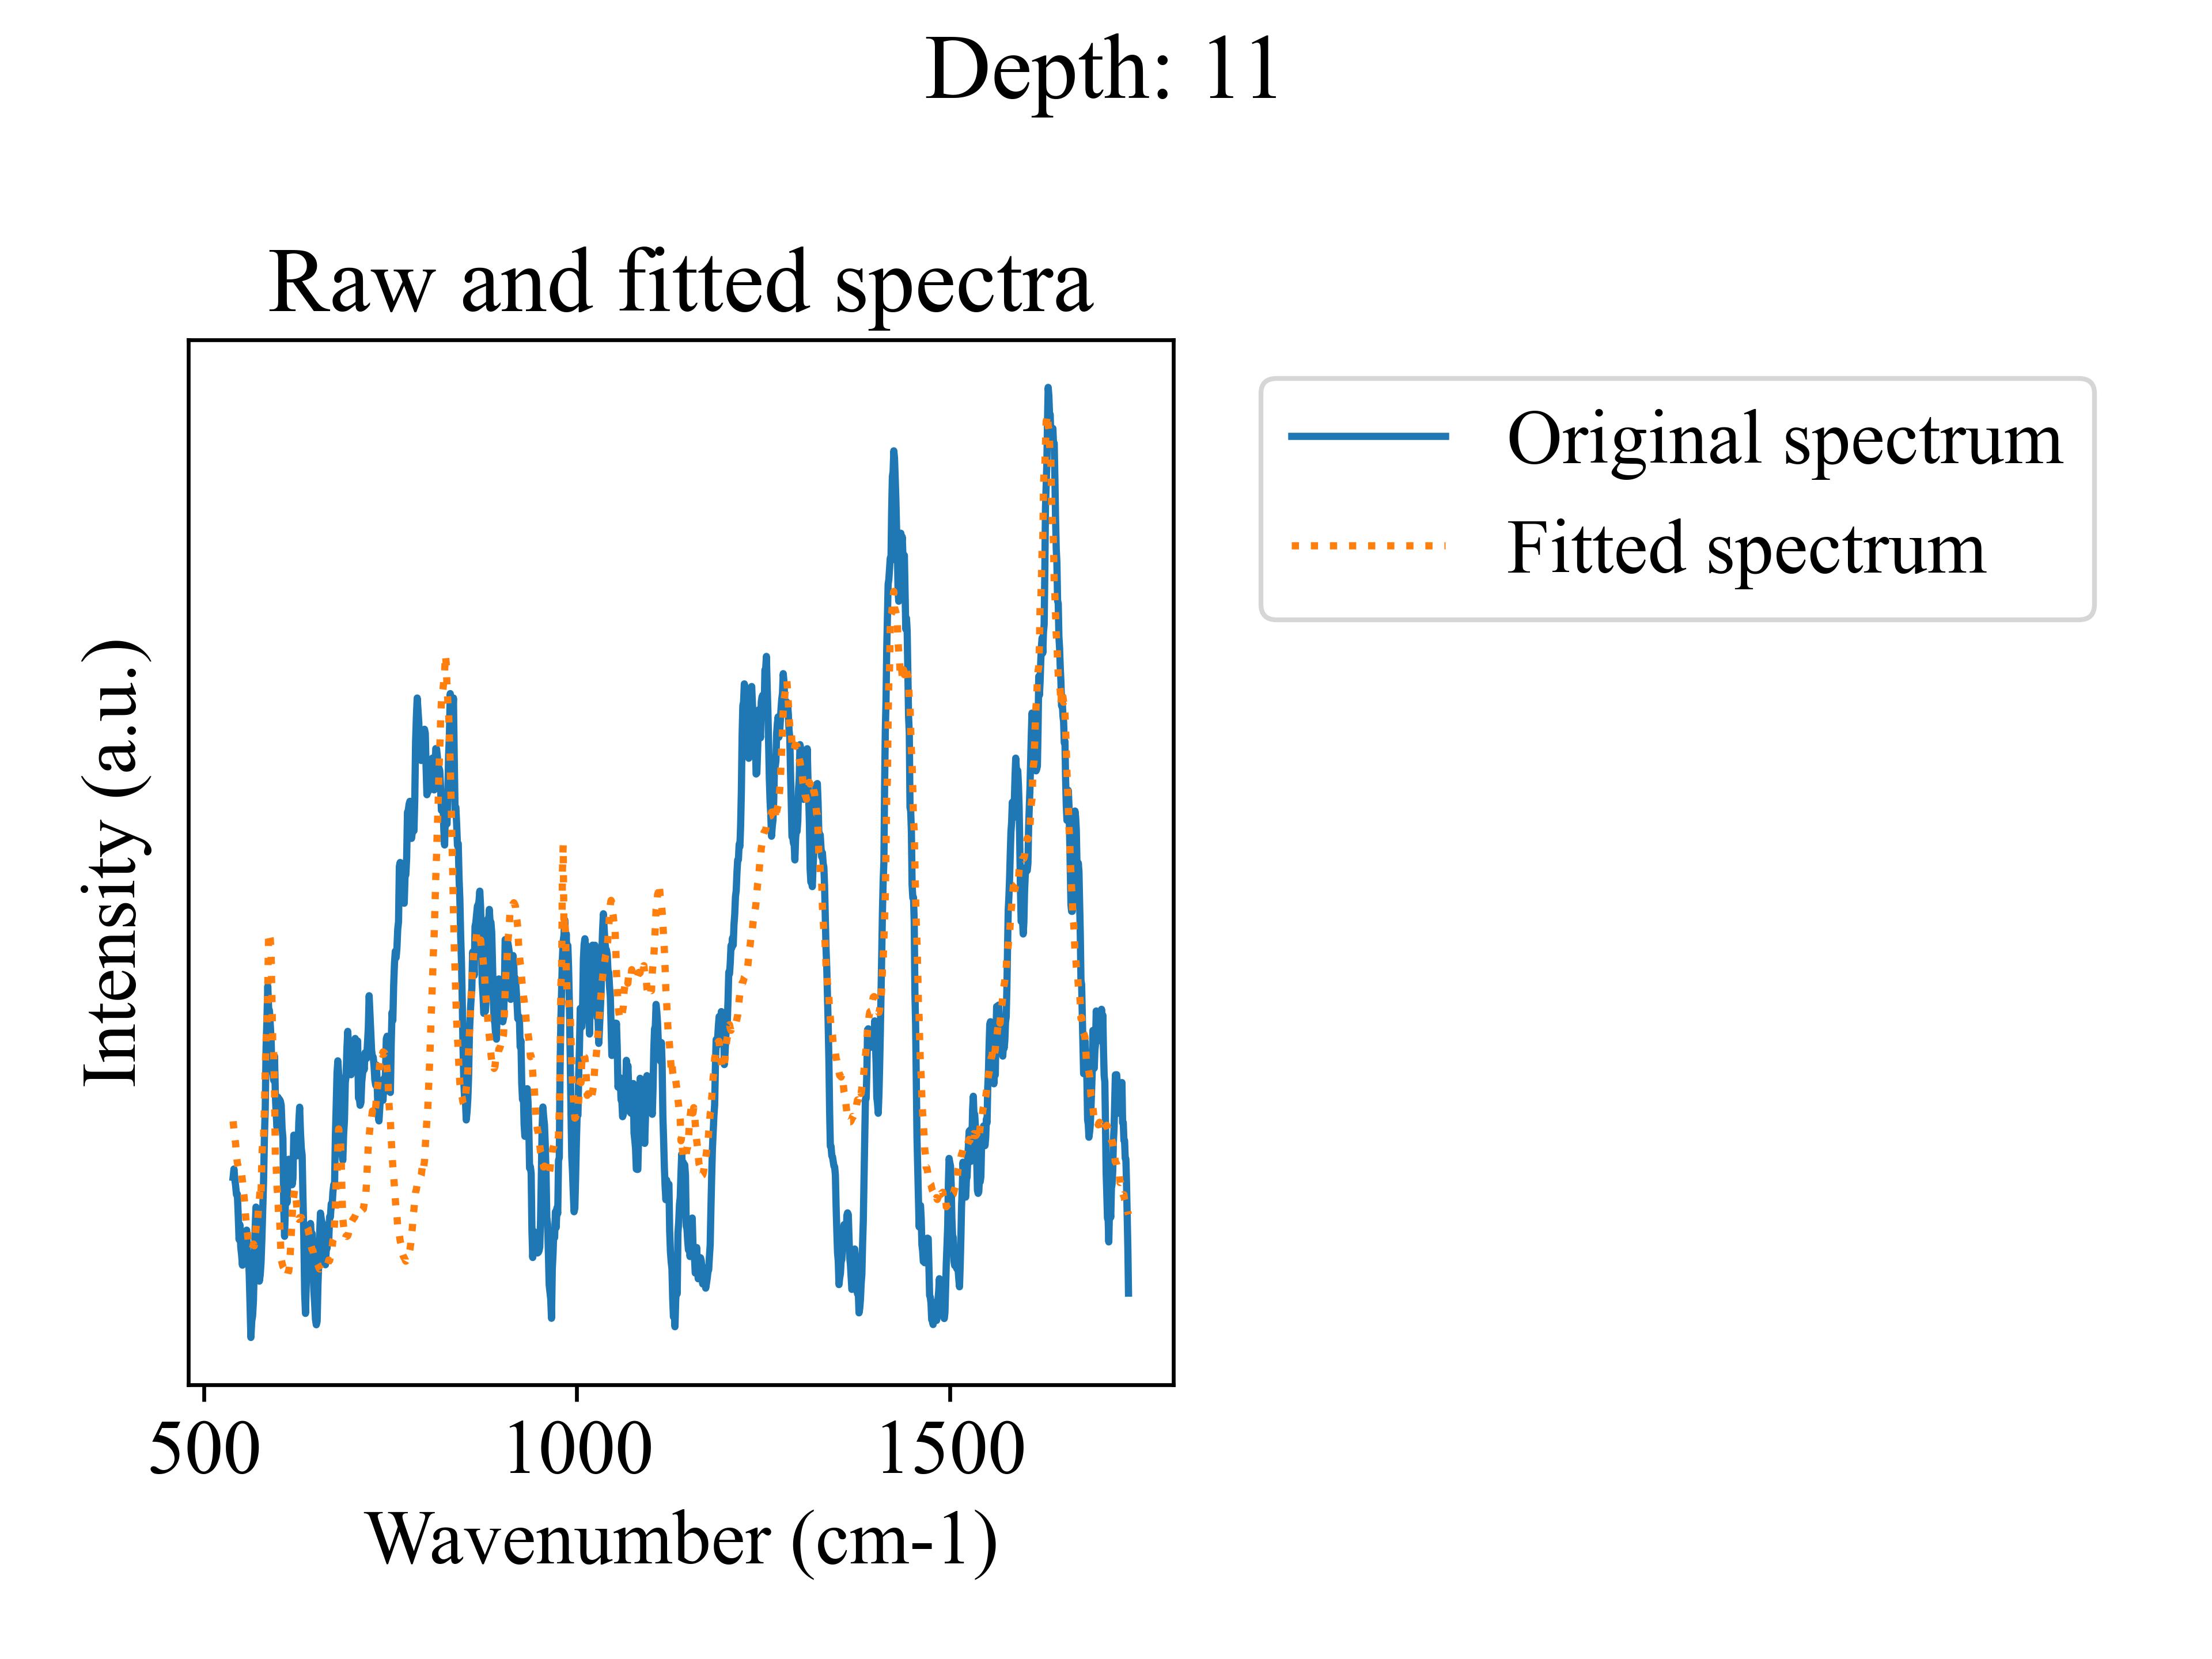 Depth: 11
Raw and fitted spectra
Original spectrum
Fitted spectrum
Intensity (a.u.)
500 1000 1500
Wavenumber (cm-1)